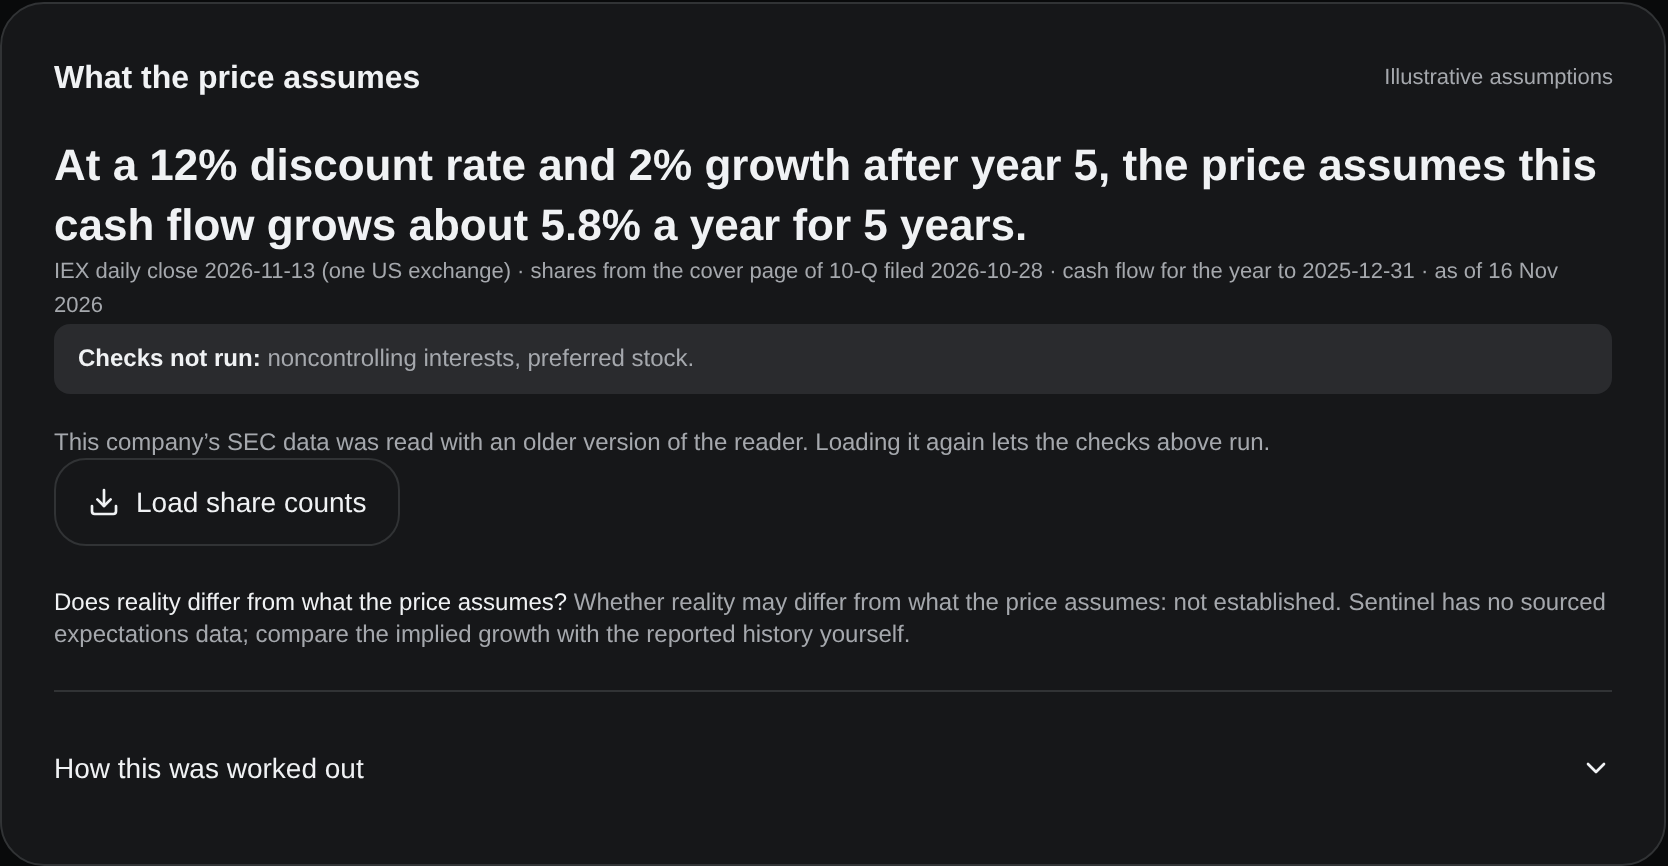 What the price assumes
Illustrative assumptions
At a 12% discount rate and 2% growth after year 5, the price assumes this
cash flow grows about 5.8% a year for 5 years.
IEX daily close 2026-11-13 (one US exchange) · shares from the cover page of 10-Q filed 2026-10-28 · cash flow for the year to 2025-12-31 · as of 16 Nov
2026
Checks not run: noncontrolling interests, preferred stock.
This company’s SEC data was read with an older version of the reader. Loading it again lets the checks above run.
Load share counts
Does reality differ from what the price assumes? Whether reality may differ from what the price assumes: not established. Sentinel has no sourced
expectations data; compare the implied growth with the reported history yourself.
How this was worked out